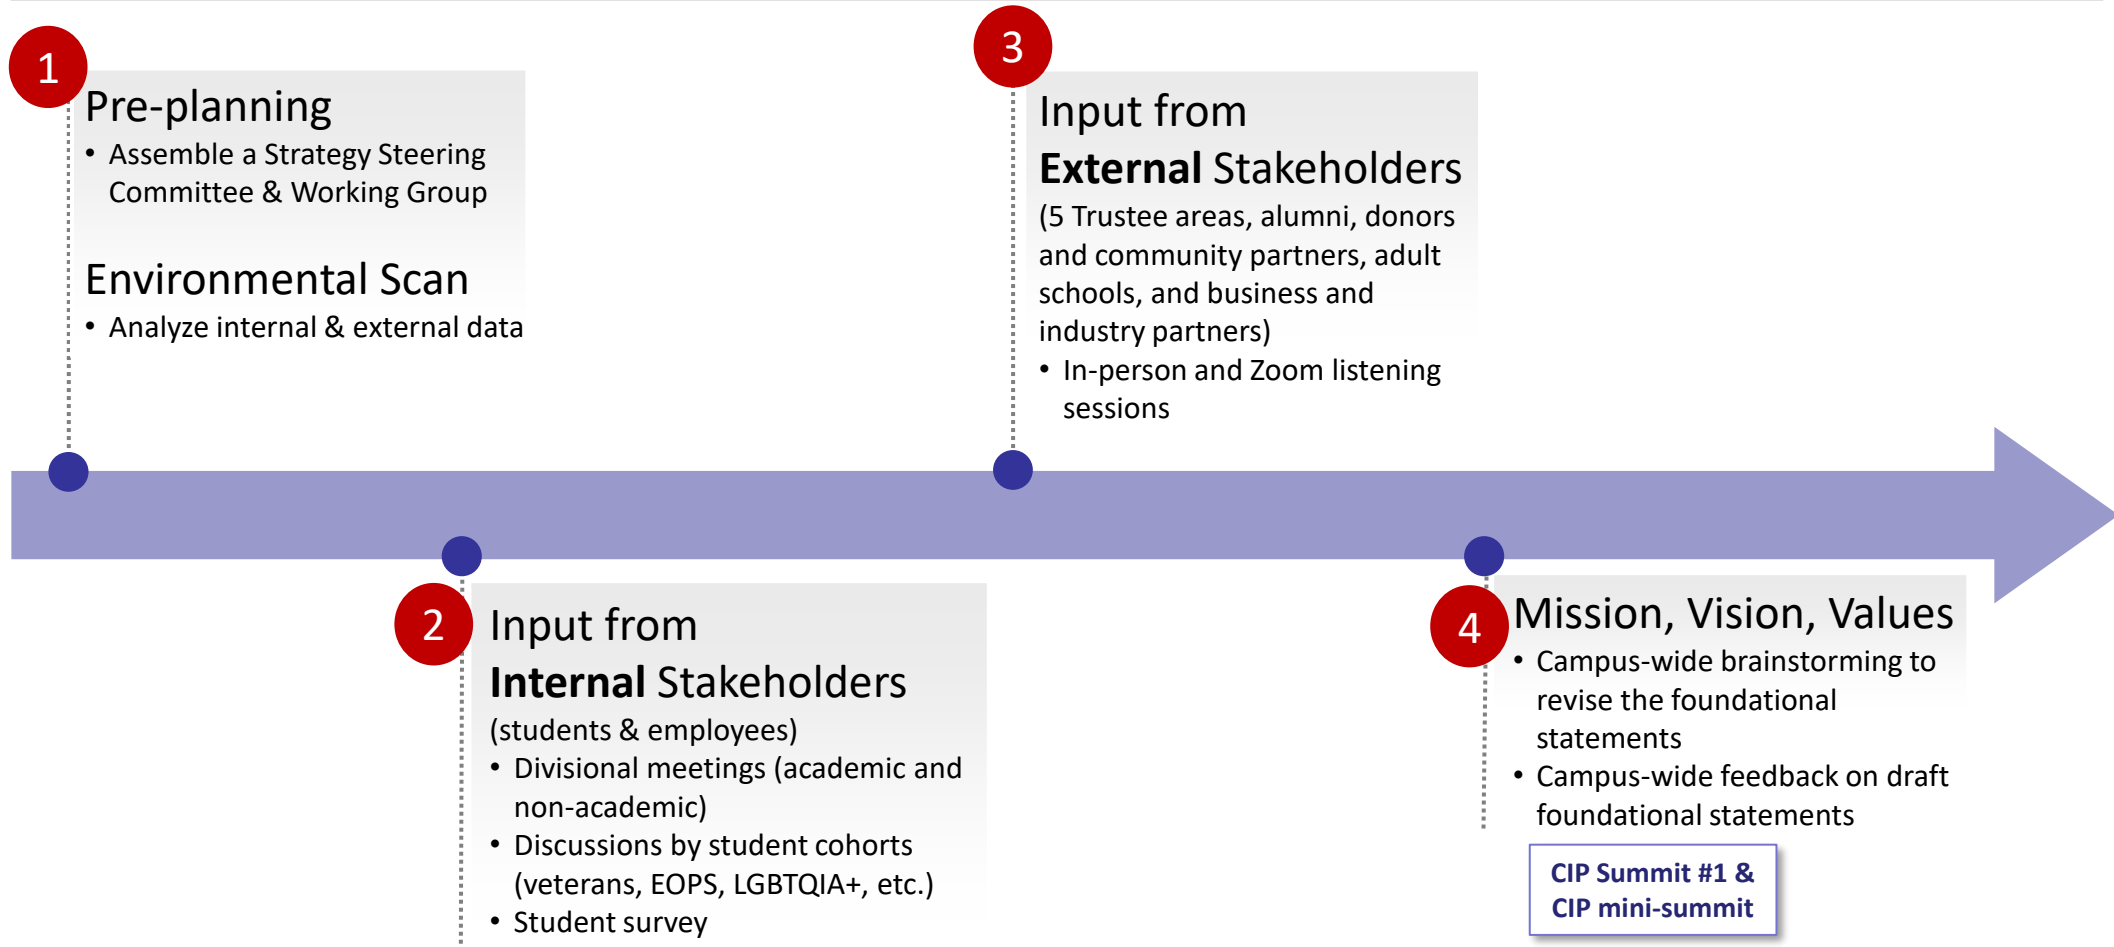 1
Pre-planning
• Assemble a Strategy Steering
Committee & Working Group
Environmental Scan
• Analyze internal & external data
2
Input from
Internal Stakeholders
(students & employees)
• Divisional meetings (academic and
non-academic)
• Discussions by student cohorts
(veterans, EOPS, LGBTQIA+, etc.)
• Student survey
3
Input from
External Stakeholders
(5 Trustee areas, alumni, donors
and community partners, adult
schools, and business and
industry partners)
• In-person and Zoom listening
sessions
4
Mission, Vision, Values
• Campus-wide brainstorming to
revise the foundational
statements
• Campus-wide feedback on draft
foundational statements
CIP Summit #1 &
CIP mini-summit